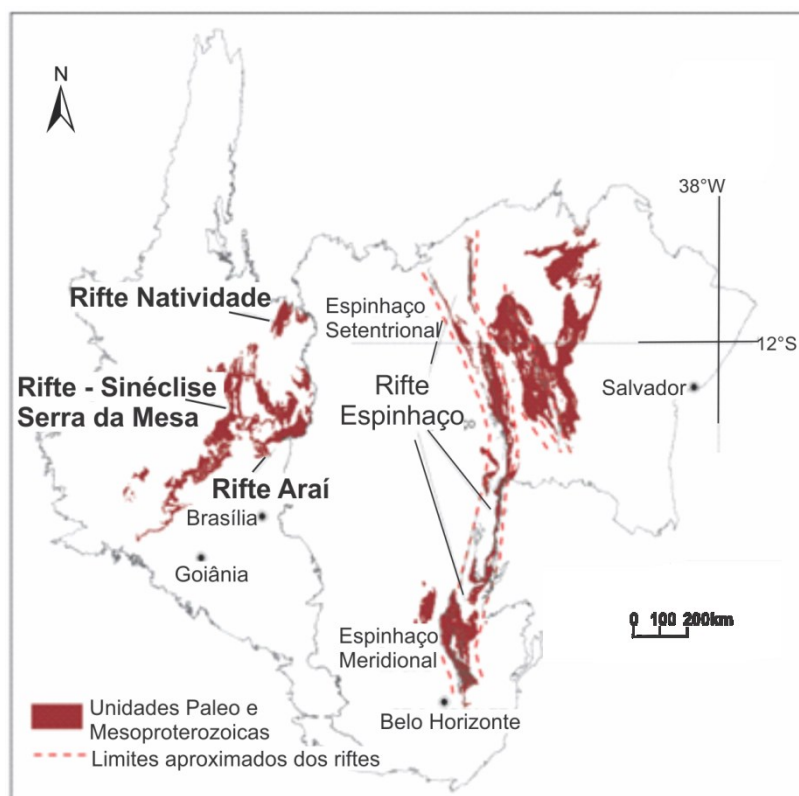 N
38°W
Rifte Natividade
Espinhaço
Setentrional
12°S
Rifte - Sinéclise
Serra da Mesa
Rifte
Espinhaço
Salvador
Rifte Araí
Brasília
Goiânia
0 100 200km
Espinhaço
Meridional
Belo Horizonte
Unidades Paleo e
Mesoproterozoicas
Limites aproximados dos riftes